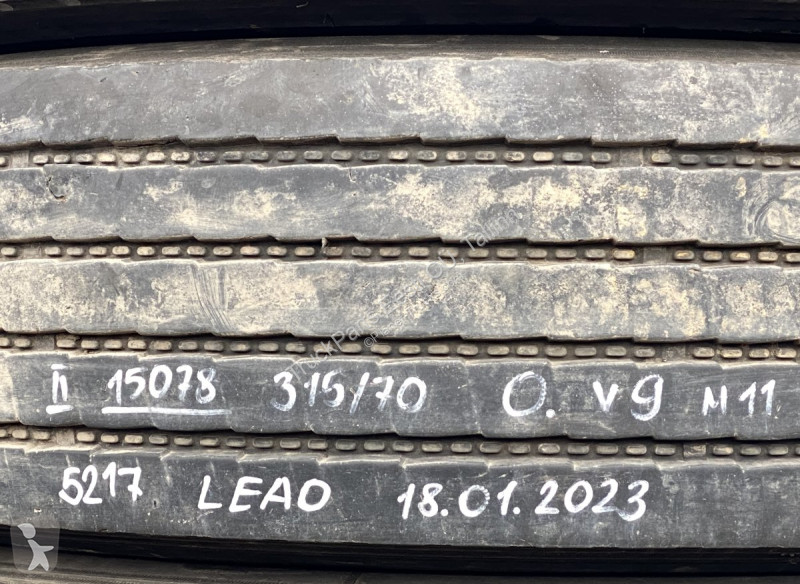 II 15078 315/70 O. V9 M11
5217 LEAO 18.01.2023